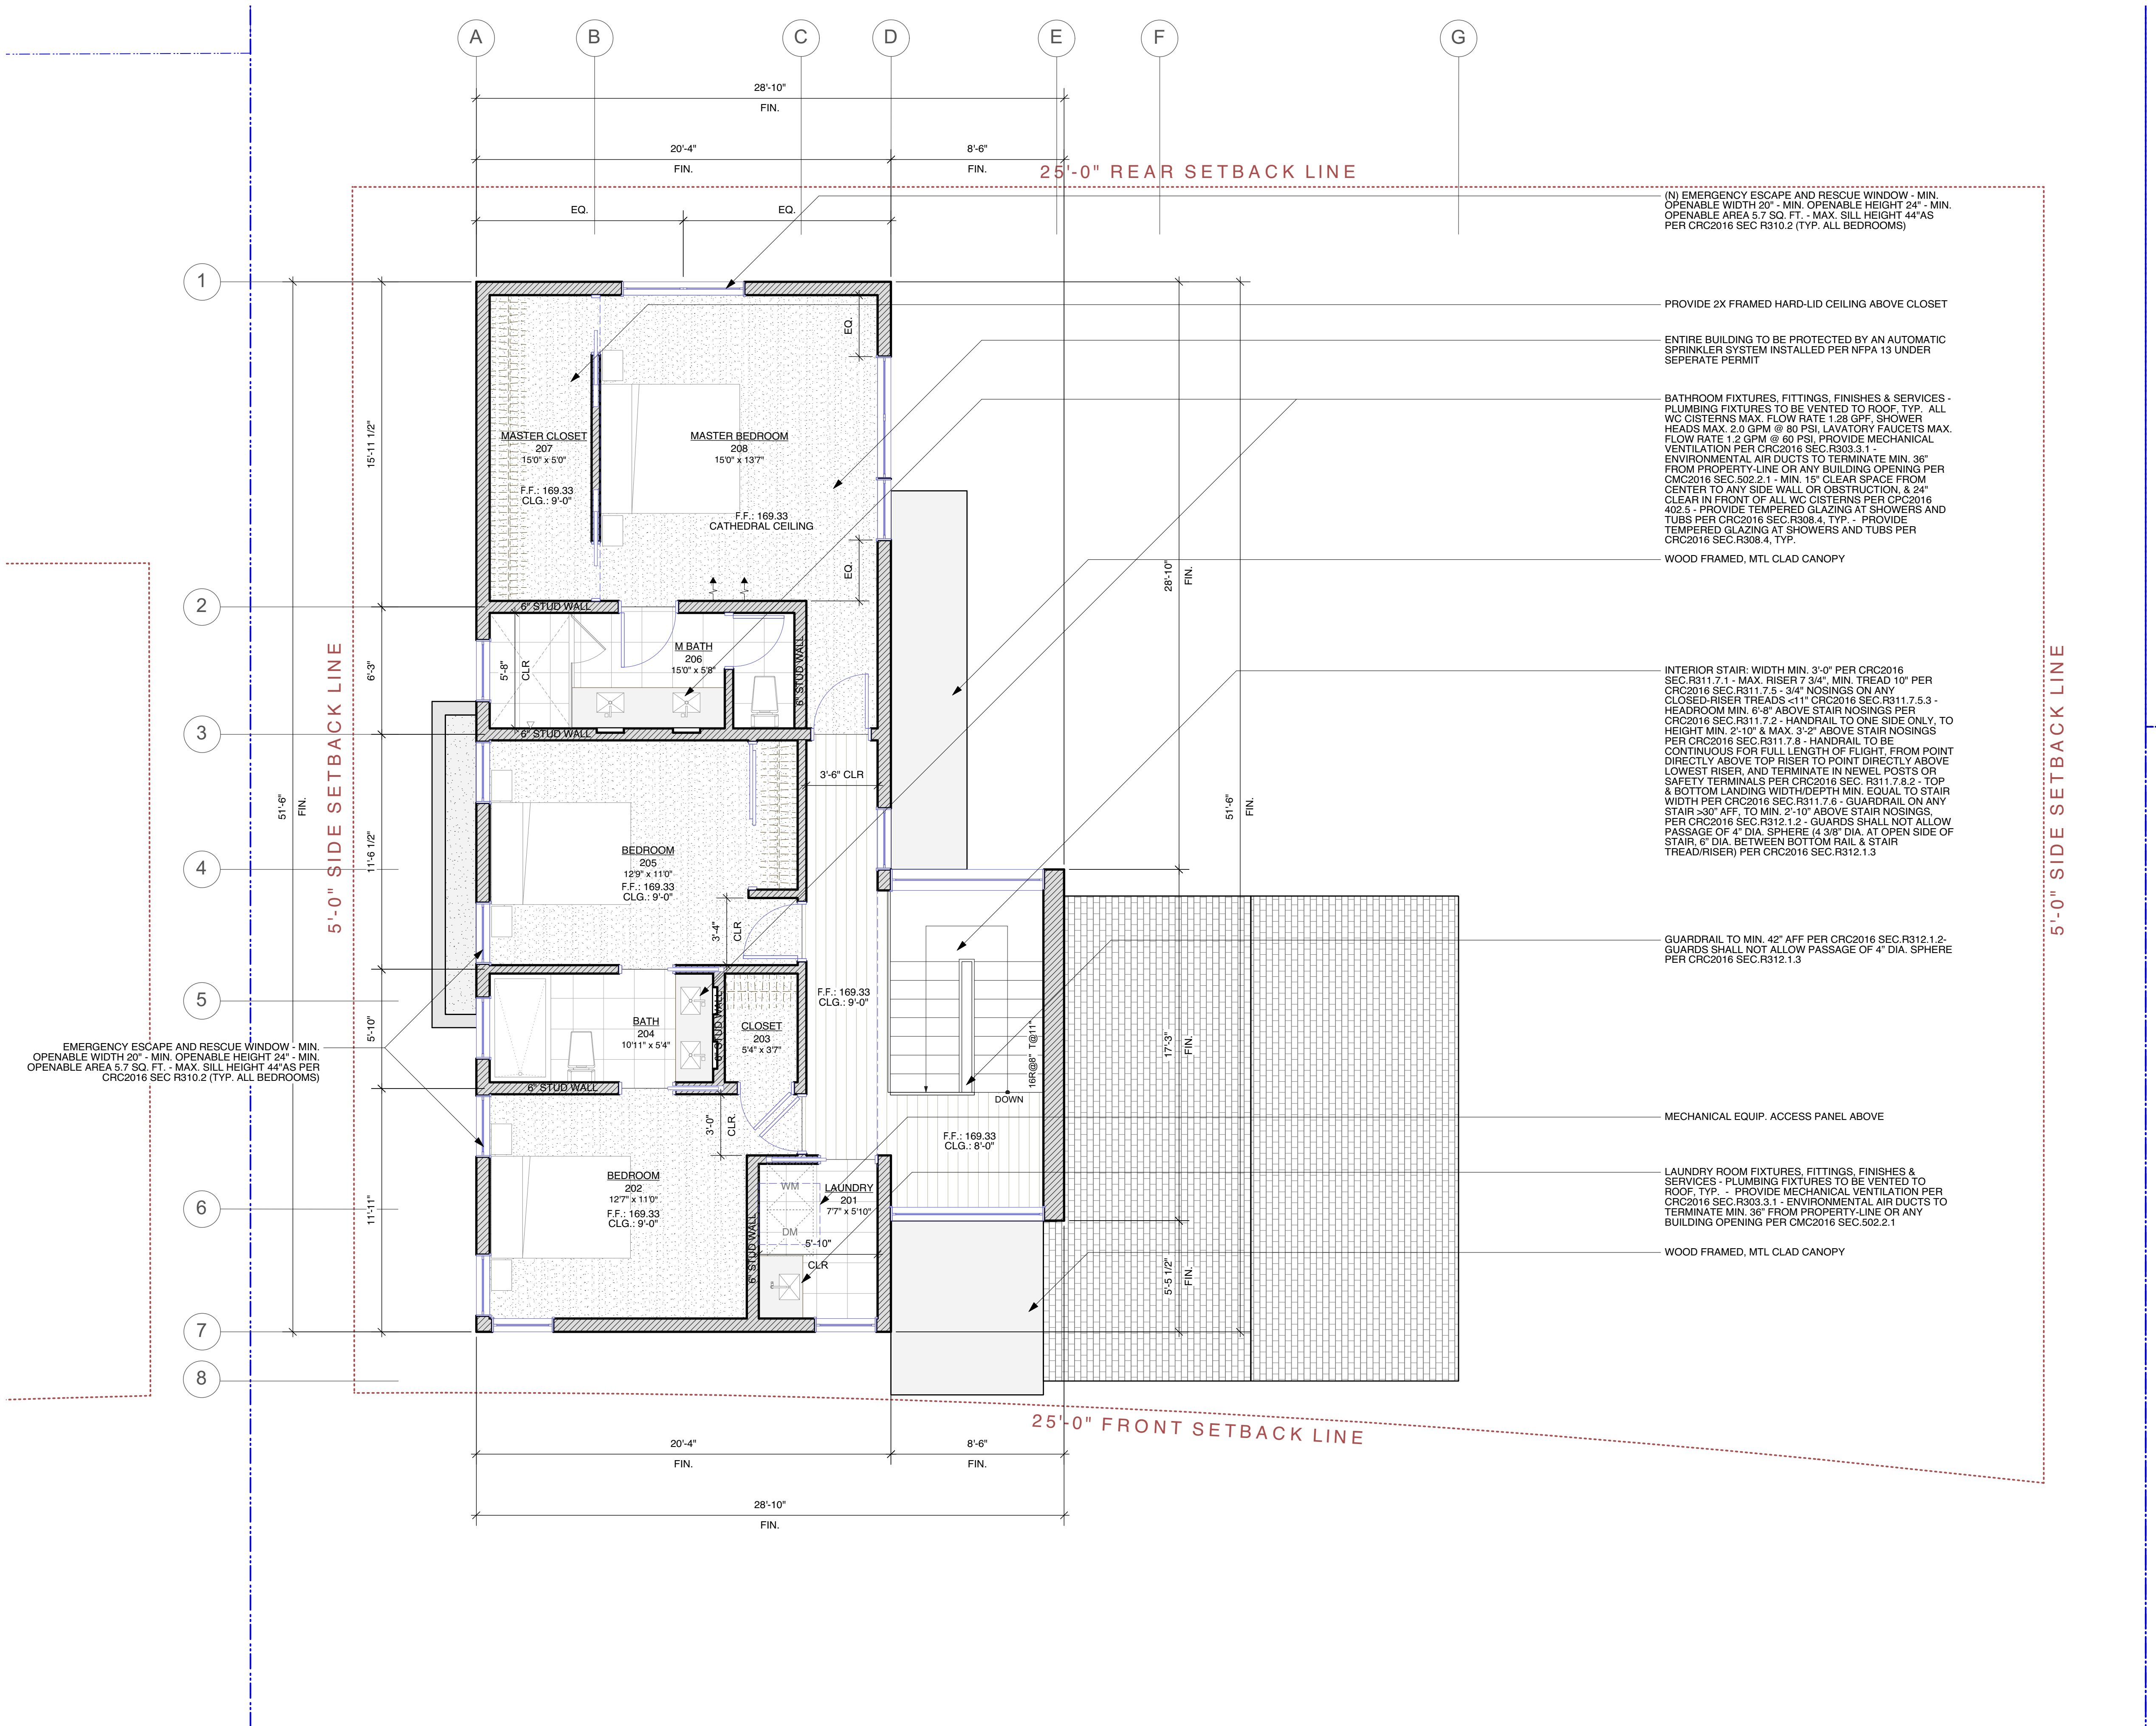 A
B
C
D
E
F
G
28'-10"
FIN.
20'-4"
FIN.
8'-6"
FIN.
25'-0" REAR SETBACK LINE
EQ.
EQ.
1
2
3
4
5
6
7
8
51'-6"
FIN.
15'-11 1/2"
6'-3"
11'-6 1/2"
5'-10"
11'-11"
5'-0" SIDE SETBACK LINE
EMERGENCY ESCAPE AND RESCUE WINDOW - MIN.
OPENABLE WIDTH 20" - MIN. OPENABLE HEIGHT 24" - MIN.
OPENABLE AREA 5.7 SQ. FT. - MAX. SILL HEIGHT 44"AS PER
CRC2016 SEC R310.2 (TYP. ALL BEDROOMS)
MASTER CLOSET
207
15'0" x 5'0"
F.F.: 169.33
CLG.: 9'-0"
MASTER BEDROOM
208
15'0" x 13'7"
F.F.: 169.33
CATHEDRAL CEILING
EQ.
EQ.
6" STUD WALL
5'-8"
CLR
M BATH
206
15'0" x 5'8"
6" STUD WALL
6" STUD WALL
3'-6" CLR
BEDROOM
205
12'9" x 11'0"
F.F.: 169.33
CLG.: 9'-0"
3'-4"
CLR
BATH
204
10'11" x 5'4"
6" STUD WALL
CLOSET
203
5'4" x 3'7"
F.F.: 169.33
CLG.: 9'-0"
6" STUD WALL
3'-0"
CLR.
16R@8" T@11"
DOWN
F.F.: 169.33
CLG.: 8'-0"
BEDROOM
202
12'7" x 11'0"
F.F.: 169.33
CLG.: 9'-0"
6" STUD WALL
WM
DM
LAUNDRY
201
7'7" x 5'10"
5'-10"
CLR
28'-10"
FIN.
17'-3"
FIN.
5'-5 1/2"
FIN.
51'-6"
FIN.
(N) EMERGENCY ESCAPE AND RESCUE WINDOW - MIN.
OPENABLE WIDTH 20" - MIN. OPENABLE HEIGHT 24" - MIN.
OPENABLE AREA 5.7 SQ. FT. - MAX. SILL HEIGHT 44"AS
PER CRC2016 SEC R310.2 (TYP. ALL BEDROOMS)
PROVIDE 2X FRAMED HARD-LID CEILING ABOVE CLOSET
ENTIRE BUILDING TO BE PROTECTED BY AN AUTOMATIC
SPRINKLER SYSTEM INSTALLED PER NFPA 13 UNDER
SEPERATE PERMIT
BATHROOM FIXTURES, FITTINGS, FINISHES & SERVICES -
PLUMBING FIXTURES TO BE VENTED TO ROOF, TYP. ALL
WC CISTERNS MAX. FLOW RATE 1.28 GPF, SHOWER
HEADS MAX. 2.0 GPM @ 80 PSI, LAVATORY FAUCETS MAX.
FLOW RATE 1.2 GPM @ 60 PSI, PROVIDE MECHANICAL
VENTILATION PER CRC2016 SEC.R303.3.1 -
ENVIRONMENTAL AIR DUCTS TO TERMINATE MIN. 36"
FROM PROPERTY-LINE OR ANY BUILDING OPENING PER
CMC2016 SEC.502.2.1 - MIN. 15" CLEAR SPACE FROM
CENTER TO ANY SIDE WALL OR OBSTRUCTION, & 24"
CLEAR IN FRONT OF ALL WC CISTERNS PER CPC2016
402.5 - PROVIDE TEMPERED GLAZING AT SHOWERS AND
TUBS PER CRC2016 SEC.R308.4, TYP. - PROVIDE
TEMPERED GLAZING AT SHOWERS AND TUBS PER
CRC2016 SEC.R308.4, TYP.
WOOD FRAMED, MTL CLAD CANOPY
INTERIOR STAIR: WIDTH MIN. 3'-0" PER CRC2016
SEC.R311.7.1 - MAX. RISER 7 3/4", MIN. TREAD 10" PER
CRC2016 SEC.R311.7.5 - 3/4" NOSINGS ON ANY
CLOSED-RISER TREADS <11" CRC2016 SEC.R311.7.5.3 -
HEADROOM MIN. 6'-8" ABOVE STAIR NOSINGS PER
CRC2016 SEC.R311.7.2 - HANDRAIL TO ONE SIDE ONLY, TO
HEIGHT MIN. 2'-10" & MAX. 3'-2" ABOVE STAIR NOSINGS
PER CRC2016 SEC.R311.7.8 - HANDRAIL TO BE
CONTINUOUS FOR FULL LENGTH OF FLIGHT, FROM POINT
DIRECTLY ABOVE TOP RISER TO POINT DIRECTLY ABOVE
LOWEST RISER, AND TERMINATE IN NEWEL POSTS OR
SAFETY TERMINALS PER CRC2016 SEC. R311.7.8.2 - TOP
& BOTTOM LANDING WIDTH/DEPTH MIN. EQUAL TO STAIR
WIDTH PER CRC2016 SEC.R311.7.6 - GUARDRAIL ON ANY
STAIR >30" AFF, TO MIN. 2'-10" ABOVE STAIR NOSINGS,
PER CRC2016 SEC.R312.1.2 - GUARDS SHALL NOT ALLOW
PASSAGE OF 4" DIA. SPHERE (4 3/8" DIA. AT OPEN SIDE OF
STAIR, 6" DIA. BETWEEN BOTTOM RAIL & STAIR
TREAD/RISER) PER CRC2016 SEC.R312.1.3
GUARDRAIL TO MIN. 42" AFF PER CRC2016 SEC.R312.1.2-
GUARDS SHALL NOT ALLOW PASSAGE OF 4" DIA. SPHERE
PER CRC2016 SEC.R312.1.3
MECHANICAL EQUIP. ACCESS PANEL ABOVE
LAUNDRY ROOM FIXTURES, FITTINGS, FINISHES &
SERVICES - PLUMBING FIXTURES TO BE VENTED TO
ROOF, TYP. - PROVIDE MECHANICAL VENTILATION PER
CRC2016 SEC.R303.3.1 - ENVIRONMENTAL AIR DUCTS TO
TERMINATE MIN. 36" FROM PROPERTY-LINE OR ANY
BUILDING OPENING PER CMC2016 SEC.502.2.1
WOOD FRAMED, MTL CLAD CANOPY
5'-0" SIDE SETBACK LINE
25'-0" FRONT SETBACK LINE
20'-4"
FIN.
8'-6"
FIN.
28'-10"
FIN.